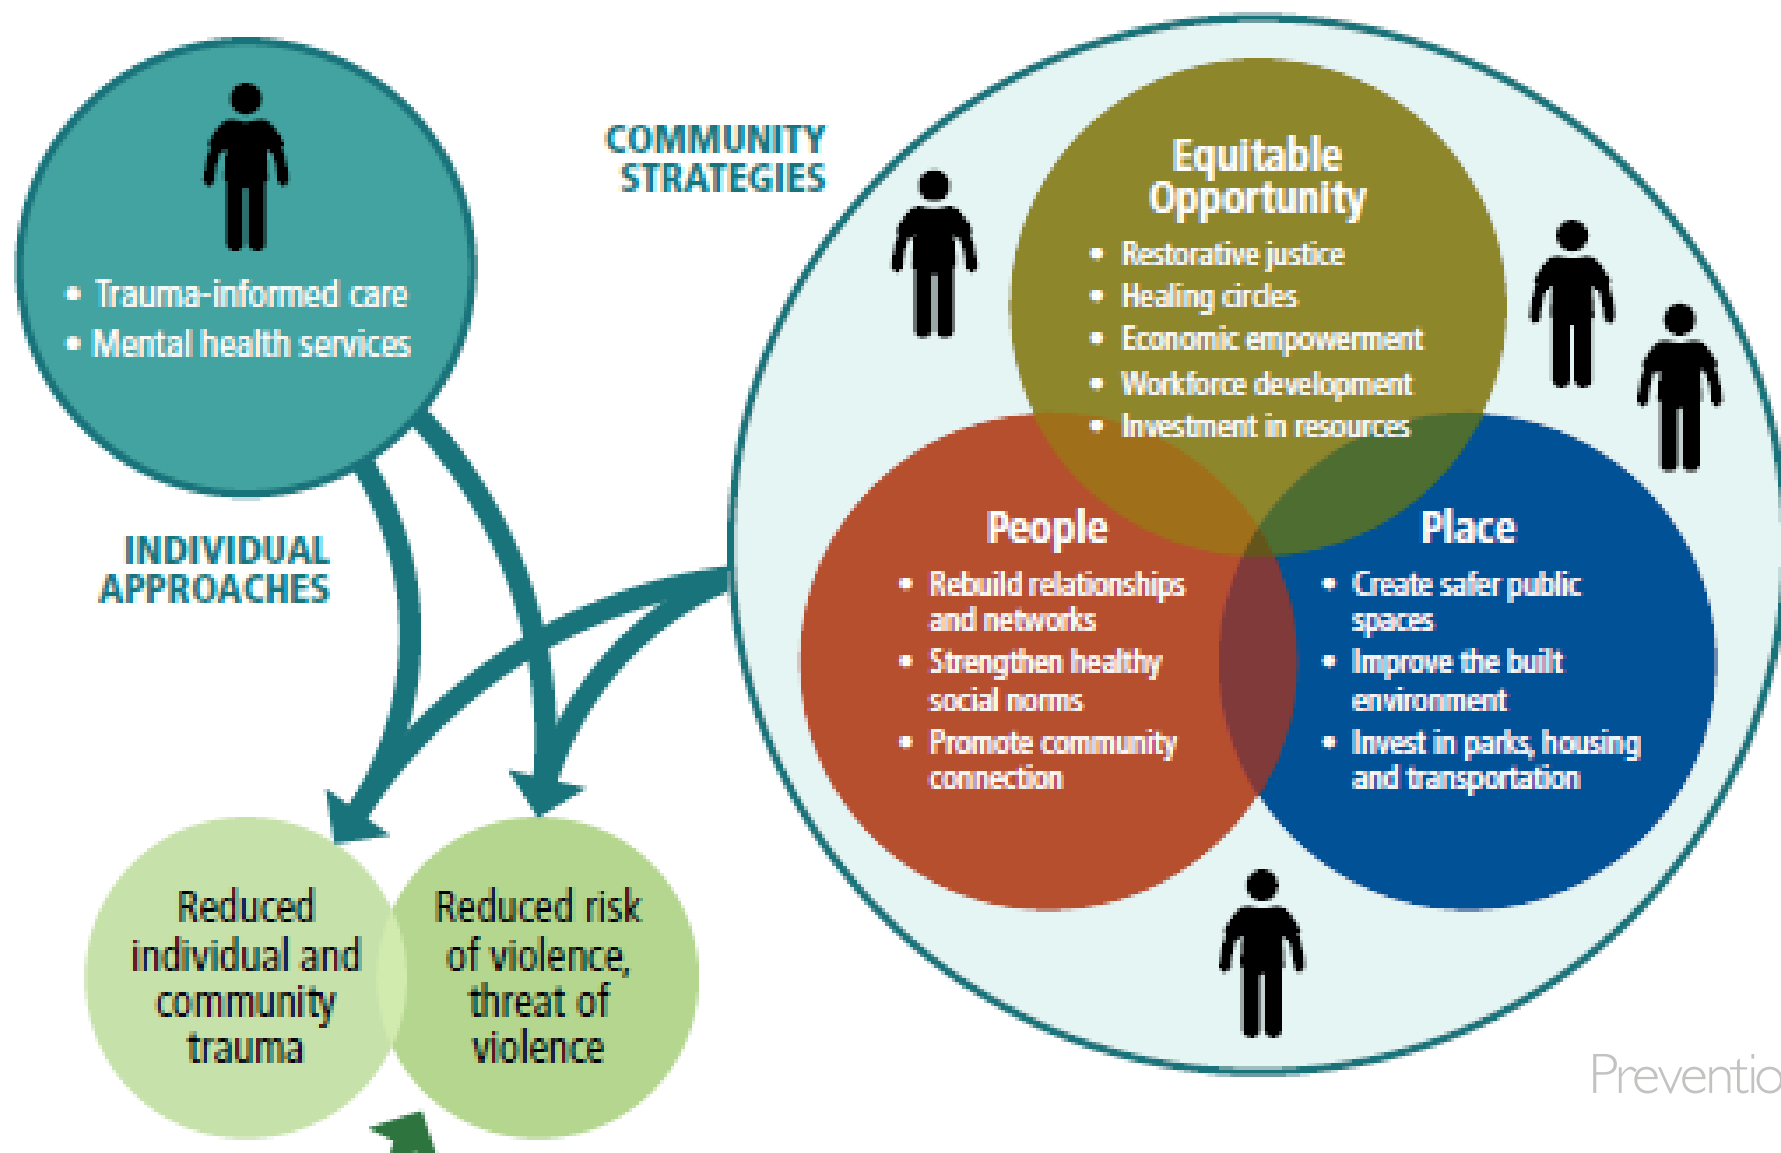 • Trauma-informed care
• Mental health services
INDIVIDUAL
APPROACHES
COMMUNITY
STRATEGIES
Equitable
Opportunity
• Restorative justice
• Healing circles
• Economic empowerment
• Workforce development
• Investment in resources
People
• Rebuild relationships
and networks
• Strengthen healthy
social norms
• Promote community
connection
Place
• Create safer public
spaces
• Improve the built
environment
• Invest in parks, housing
and transportation
Reduced
individual and
community
trauma
Reduced risk
of violence,
threat of
violence
Preventio